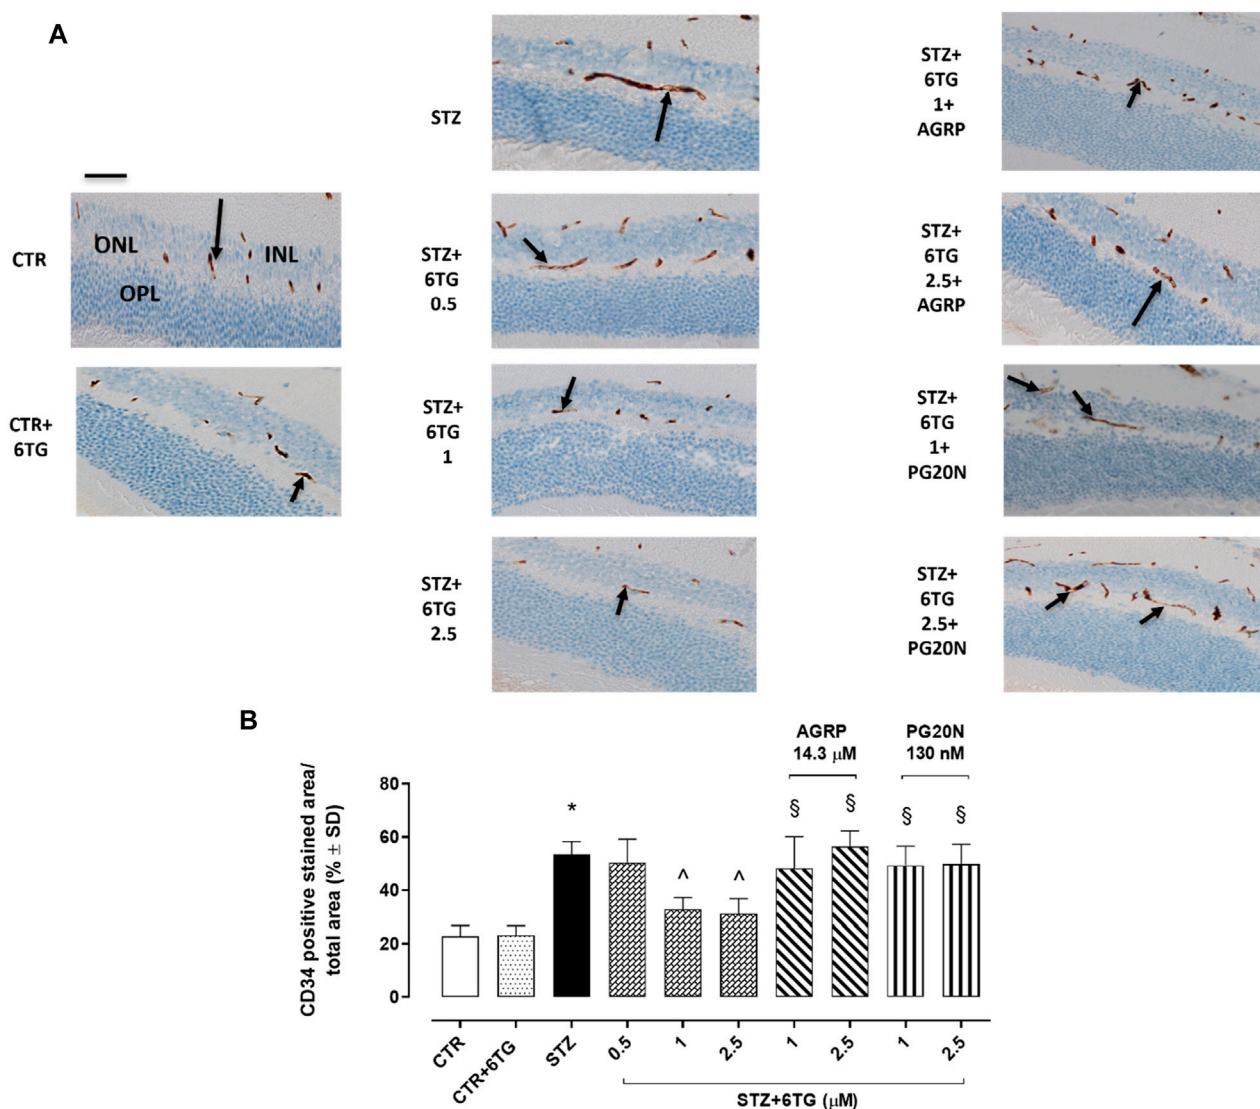 A
CTR
ONL
INL
OPL
CTR+
6TG
STZ
STZ+
6TG
0.5
STZ+
6TG
1
STZ+
6TG
2.5
STZ+
6TG
1+
AGRP
STZ+
6TG
2.5+
AGRP
STZ+
6TG
1+
PG20N
STZ+
6TG
2.5+
PG20N
B
AGRP
14.3 μM
PG20N
130 nM
CD34 positive stained area/
total area (% ± SD)
80
60
40
20
0
*
^
^
§
§
§
§
CTR
CTR+6TG
STZ
0.5
1
2.5
1
2.5
1
2.5
STZ+6TG (μM)